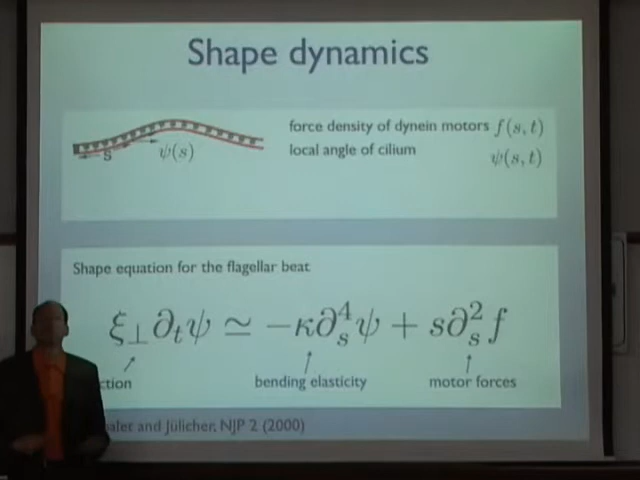 Shape dynamics
force density of dynein motors f(s, t)
s ψ(s)
local angle of cilium ψ(s, t)
Shape equation for the flagellar beat
ξ⊥∂ₜψ ≃ −κ∂ₛ⁴ψ + s∂ₛ²f
ction bending elasticity motor forces
and Jülicher, NJP 2 (2000)